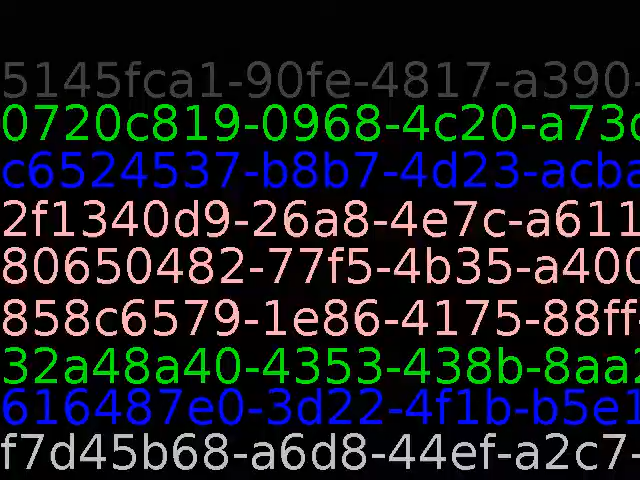 5145fca1-90fe-4817-a390-
0720c819-0968-4c20-a73c
c6524537-b8b7-4d23-acba
2f1340d9-26a8-4e7c-a611
80650482-77f5-4b35-a400
858c6579-1e86-4175-88ff-
32a48a40-4353-438b-8aa2
616487e0-3d22-4f1b-b5e1
f7d45b68-a6d8-44ef-a2c7-